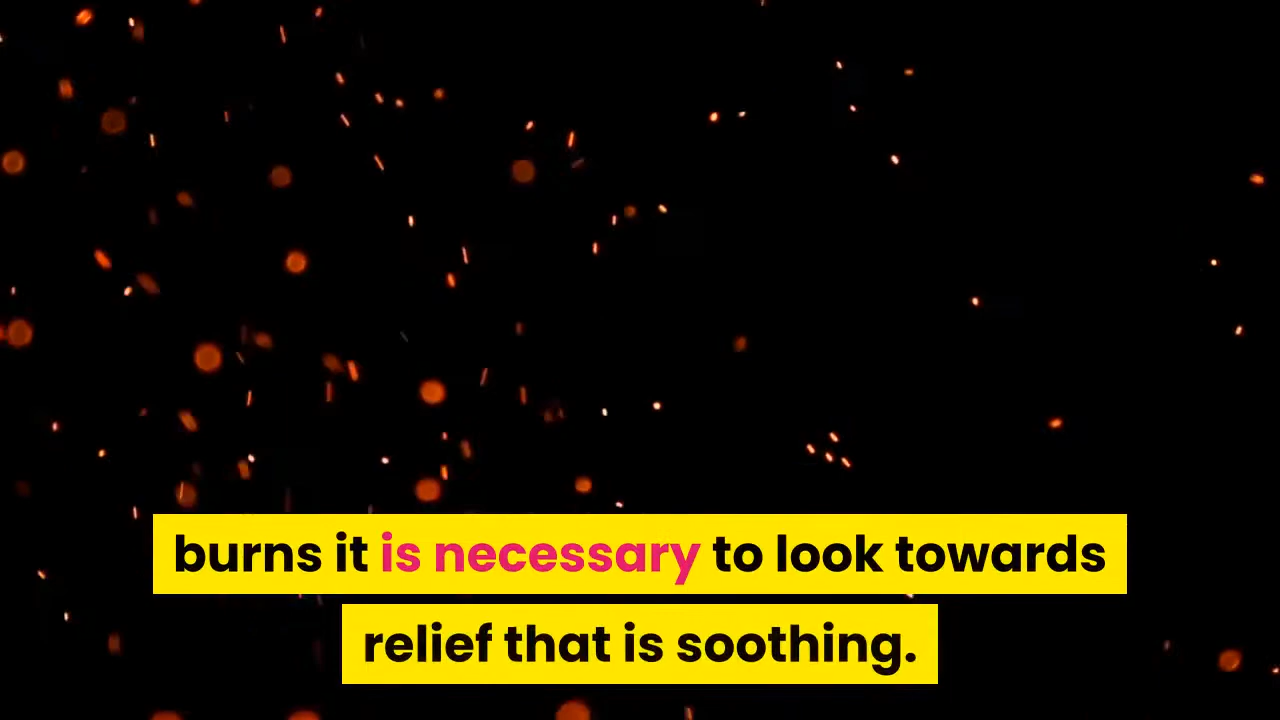 burns it is necessary to look towards
relief that is soothing.